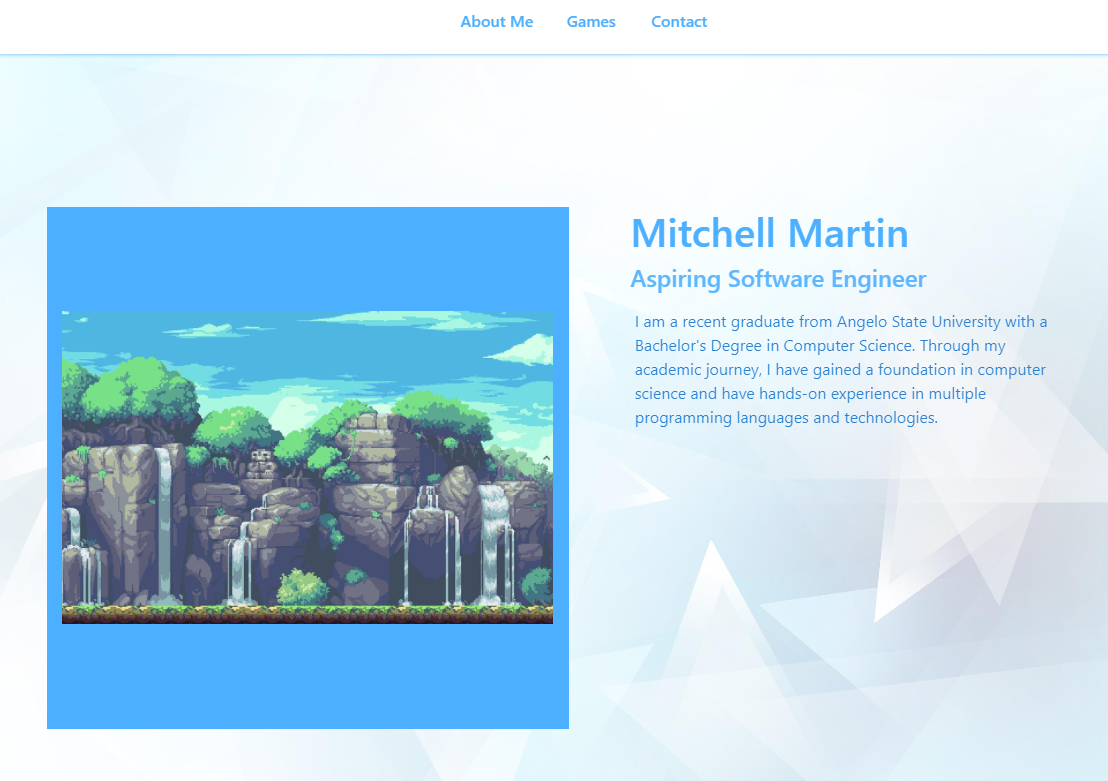 About Me Games Contact
Mitchell Martin
Aspiring Software Engineer
I am a recent graduate from Angelo State University with a
Bachelor's Degree in Computer Science. Through my
academic journey, I have gained a foundation in computer
science and have hands-on experience in multiple
programming languages and technologies.